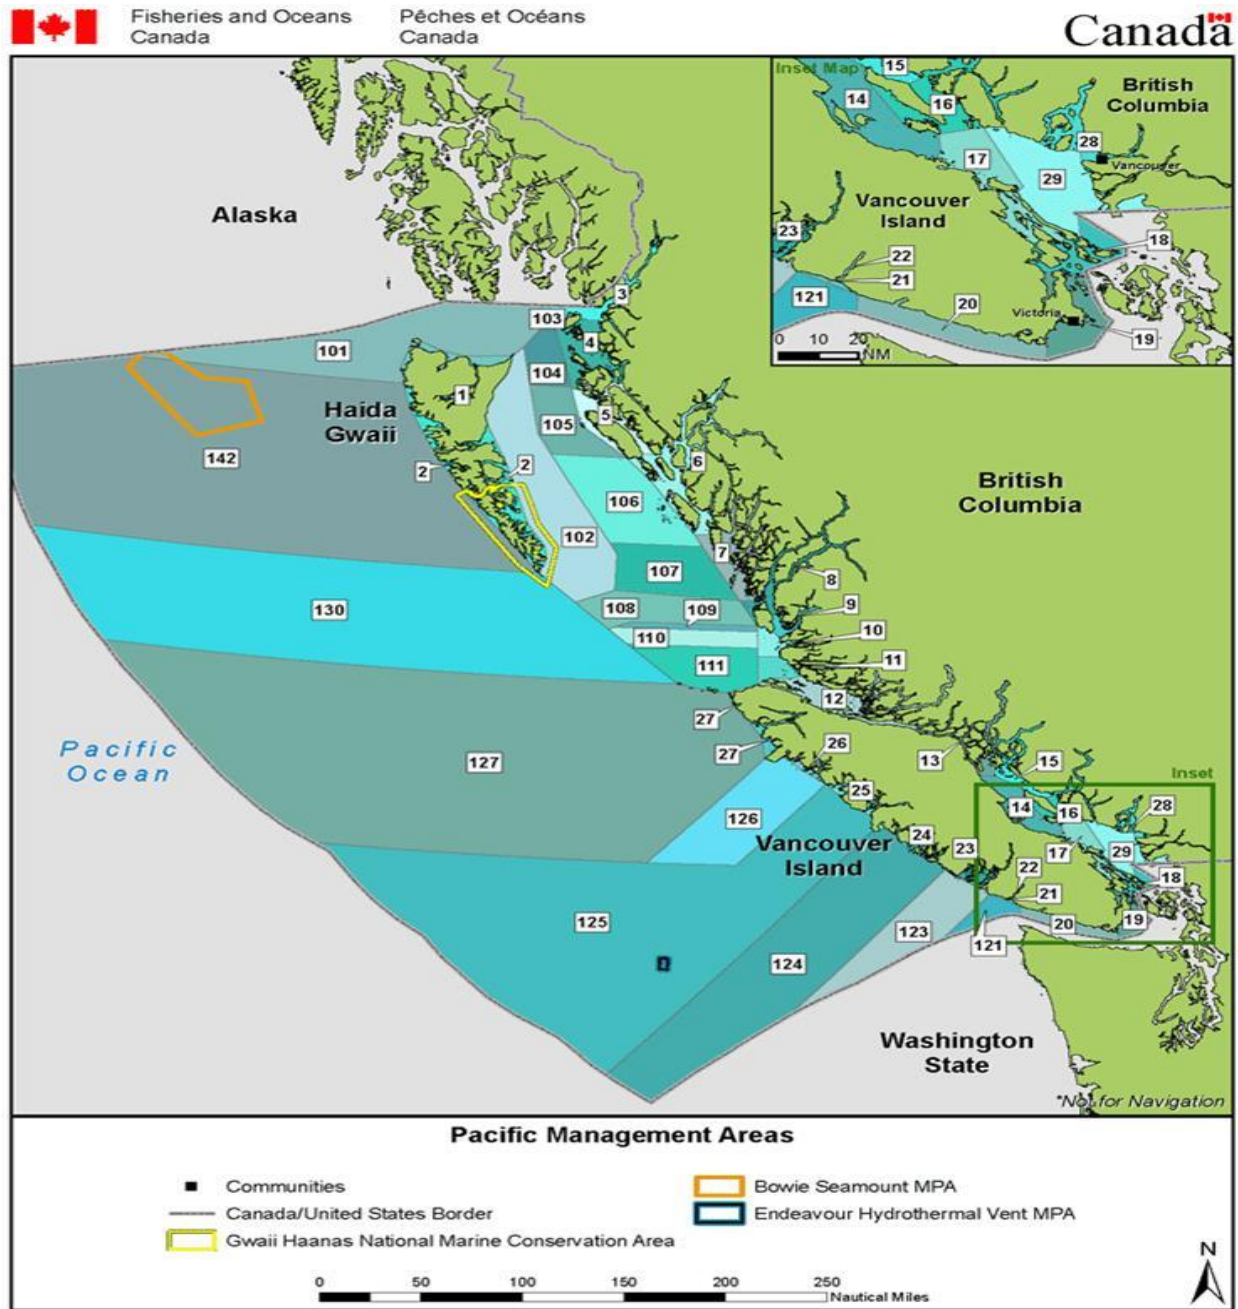 Fisheries and Oceans Canada
Pêches et Océans Canada
Canada
Inset Map
15
14
16
British Columbia
28
Vancouver
17
29
Vancouver Island
23
22
18
21
121
20
Victoria
19
0 10 20 NM
Alaska
3
103
4
101
104
1
Haida Gwaii
5
105
142
2
2
6
106
British Columbia
102
7
107
8
130
108
109
9
110
10
111
11
12
27
Pacific Ocean
27
26
13
15
127
Inset
25
14
16
28
126
24
Vancouver Island
23
17
29
22
18
21
125
123
20
19
121
124
Washington State
*Not for Navigation
Pacific Management Areas
Communities
Canada/United States Border
Gwaii Haanas National Marine Conservation Area
Bowie Seamount MPA
Endeavour Hydrothermal Vent MPA
N
0 50 100 150 200 250
Nautical Miles